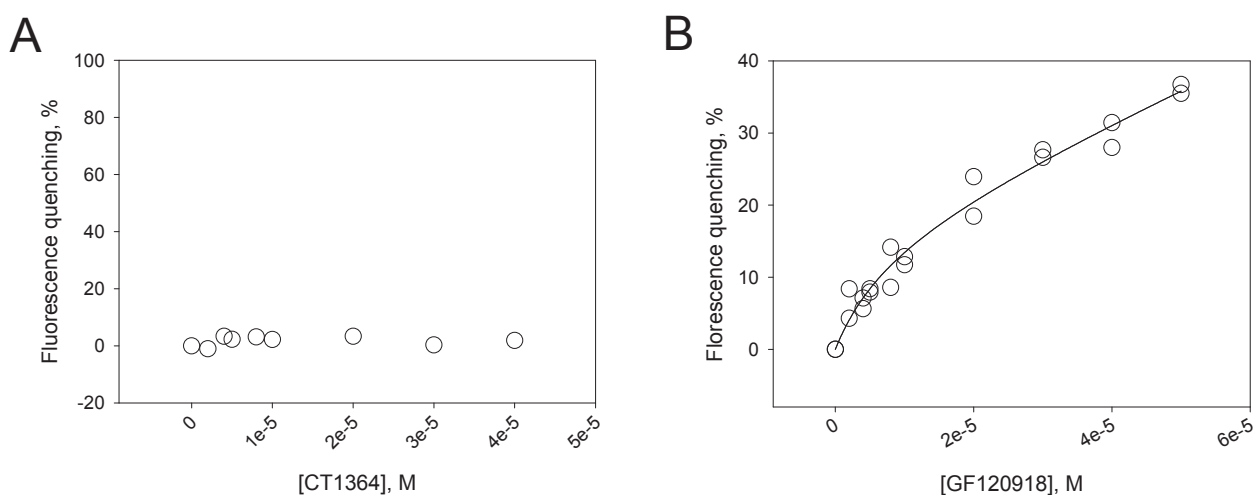 A
Fluorescence quenching, %
100
80
60
40
20
0
-20
0
1e-5
2e-5
3e-5
4e-5
5e-5
[CT1364], M
B
Florescence quenching, %
40
30
20
10
0
0
2e-5
4e-5
6e-5
[GF120918], M